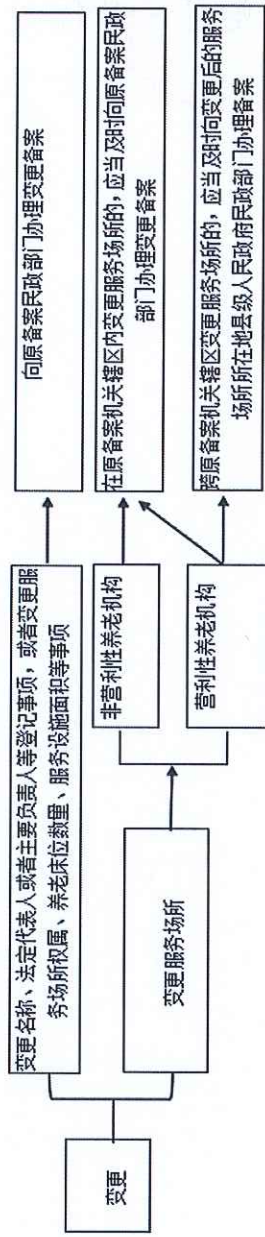 变更
变更名称、法定代表人或者主要负责人等登记事项，或者变更服
务场所权属、养老床位数量、服务设施面积等事项
向原备案民政部门办理变更备案
变更服务场所
非营利性养老机构
在原备案机关辖区内变更服务场所的，应当及时向原备案民政
部门办理变更备案
营利性养老机构
跨原备案机关辖区变更服务场所的，应当及时向变更后的服务
场所所在地县级人民政府民政部门办理备案